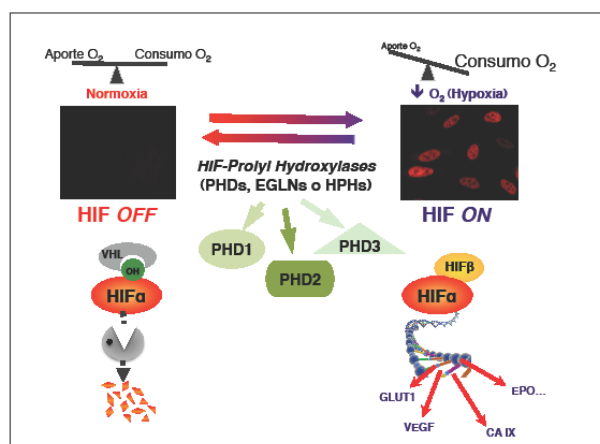 Aporte O₂ Consumo O₂
Normoxia
Aporte O₂ Consumo O₂
O₂ (Hypoxia)
HIF-Prolyl Hydroxylases
(PHDs, EGLNs o HPHs)
HIF OFF
HIF ON
PHD1
PHD2
PHD3
VHL
OH
HIFα
HIFβ
HIFα
GLUT1
VEGF
CA IX
EPO...